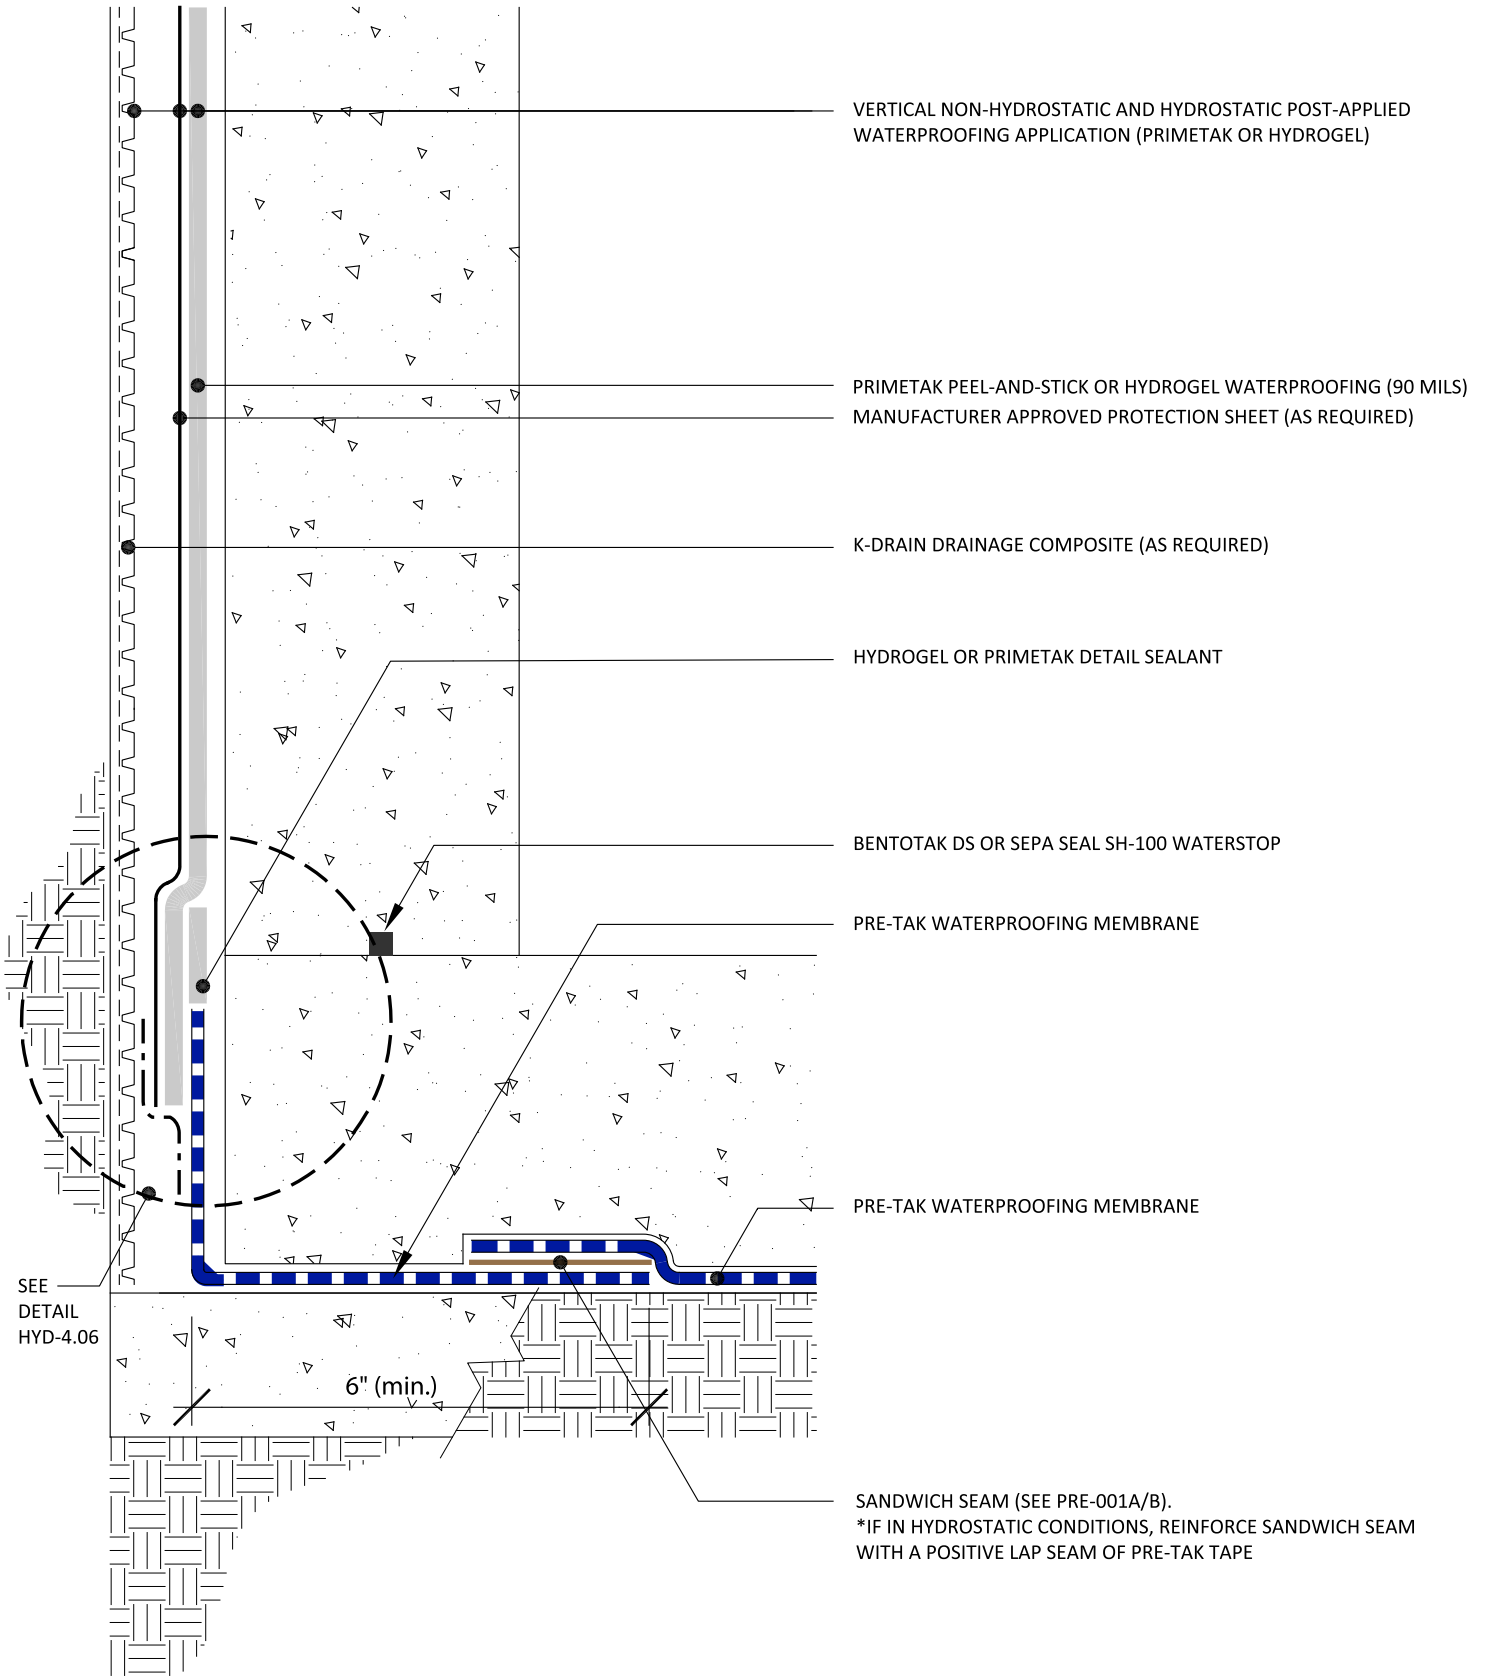 VERTICAL NON-HYDROSTATIC AND HYDROSTATIC POST-APPLIED
WATERPROOFING APPLICATION (PRIMETAK OR HYDROGEL)
PRIMETAK PEEL-AND-STICK OR HYDROGEL WATERPROOFING (90 MILS)
MANUFACTURER APPROVED PROTECTION SHEET (AS REQUIRED)
K-DRAIN DRAINAGE COMPOSITE (AS REQUIRED)
HYDROGEL OR PRIMETAK DETAIL SEALANT
BENTOTAK DS OR SEPA SEAL SH-100 WATERSTOP
PRE-TAK WATERPROOFING MEMBRANE
PRE-TAK WATERPROOFING MEMBRANE
SEE
DETAIL
HYD-4.06
6" (min.)
SANDWICH SEAM (SEE PRE-001A/B).
*IF IN HYDROSTATIC CONDITIONS, REINFORCE SANDWICH SEAM
WITH A POSITIVE LAP SEAM OF PRE-TAK TAPE